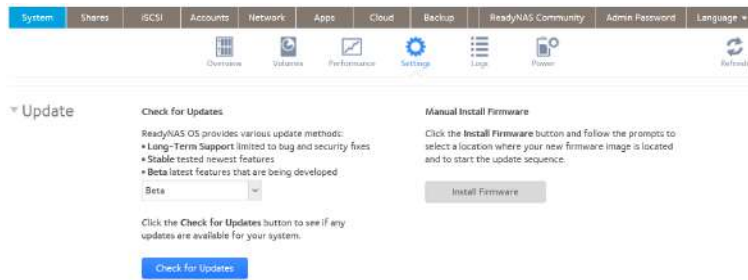 System Shares iSCSI Accounts Network Apps Cloud Backup ReadyNAS Community Admin Password Language
Overview Volumes Performance Settings Logs Power Refresh
Update
Check for Updates
ReadyNAS OS provides various update methods:
• Long-Term Support limited to bug and security fixes
• Stable tested newest features
• Beta latest features that are being developed
Beta
Click the Check for Updates button to see if any
updates are available for your system.
Check for Updates
Manual Install Firmware
Click the Install Firmware button and follow the prompts to
select a location where your new firmware image is located
and to start the update sequence.
Install Firmware